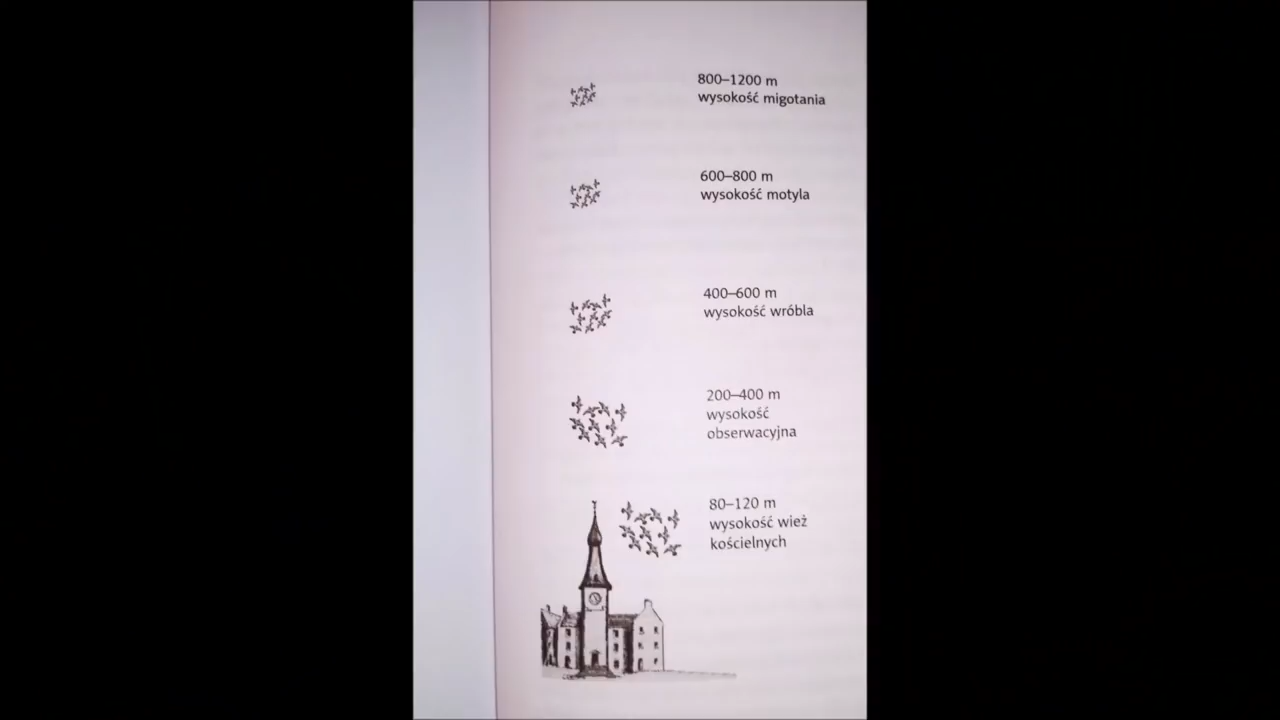 800–1200 m
wysokość migotania
600–800 m
wysokość motyla
400–600 m
wysokość wróbla
200–400 m
wysokość
obserwacyjna
80–120 m
wysokość wież
kościelnych